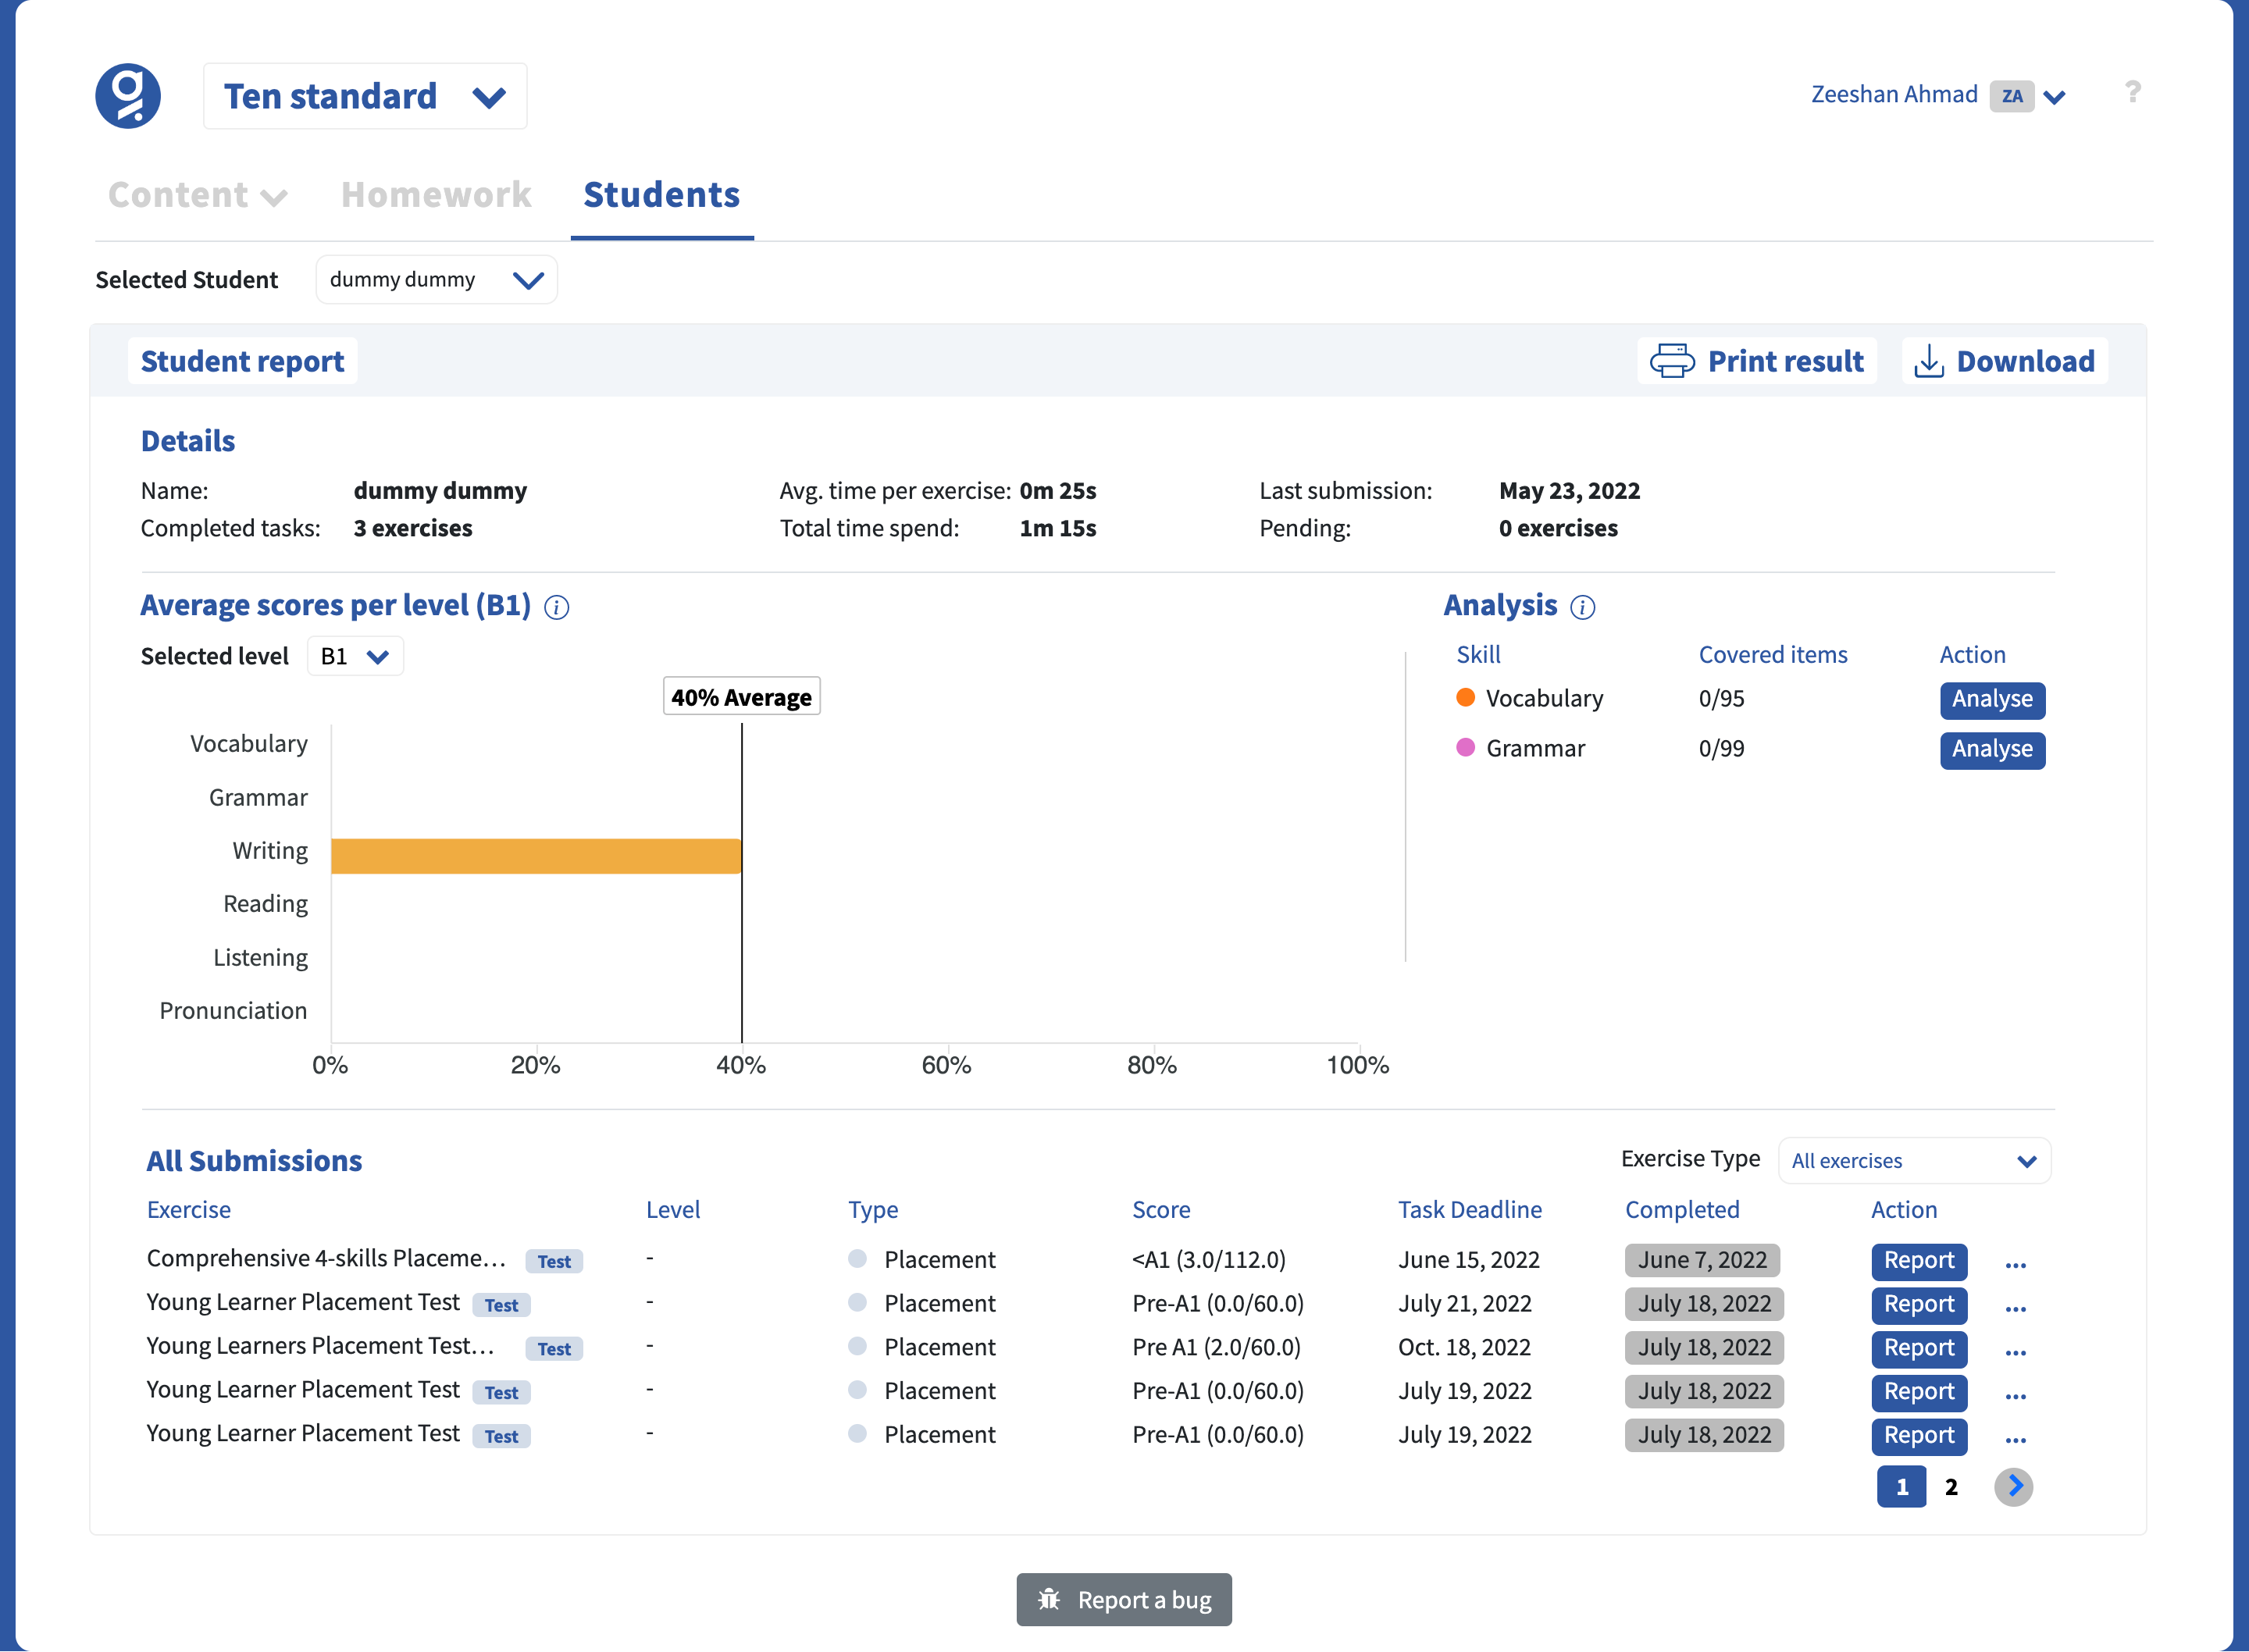 g.
Ten standard
Zeeshan Ahmad ZA
?
Content Homework Students
Selected Student dummy dummy
Student report Print result Download
Details
Name: dummy dummy Avg. time per exercise: 0m 25s Last submission: May 23, 2022
Completed tasks: 3 exercises Total time spend: 1m 15s Pending: 0 exercises
Average scores per level (B1) i Analysis i
Selected level B1
Skill Covered items Action
Vocabulary 0/95 Analyse
Grammar 0/99 Analyse
40% Average
Vocabulary
Grammar
Writing
Reading
Listening
Pronunciation
0% 20% 40% 60% 80% 100%
All Submissions Exercise Type All exercises
Exercise Level Type Score Task Deadline Completed Action
Comprehensive 4-skills Placeme... Test - Placement <A1 (3.0/112.0) June 15, 2022 June 7, 2022 Report ...
Young Learner Placement Test Test - Placement Pre-A1 (0.0/60.0) July 21, 2022 July 18, 2022 Report ...
Young Learners Placement Test... Test - Placement Pre A1 (2.0/60.0) Oct. 18, 2022 July 18, 2022 Report ...
Young Learner Placement Test Test - Placement Pre-A1 (0.0/60.0) July 19, 2022 July 18, 2022 Report ...
Young Learner Placement Test Test - Placement Pre-A1 (0.0/60.0) July 19, 2022 July 18, 2022 Report ...
1 2
Report a bug